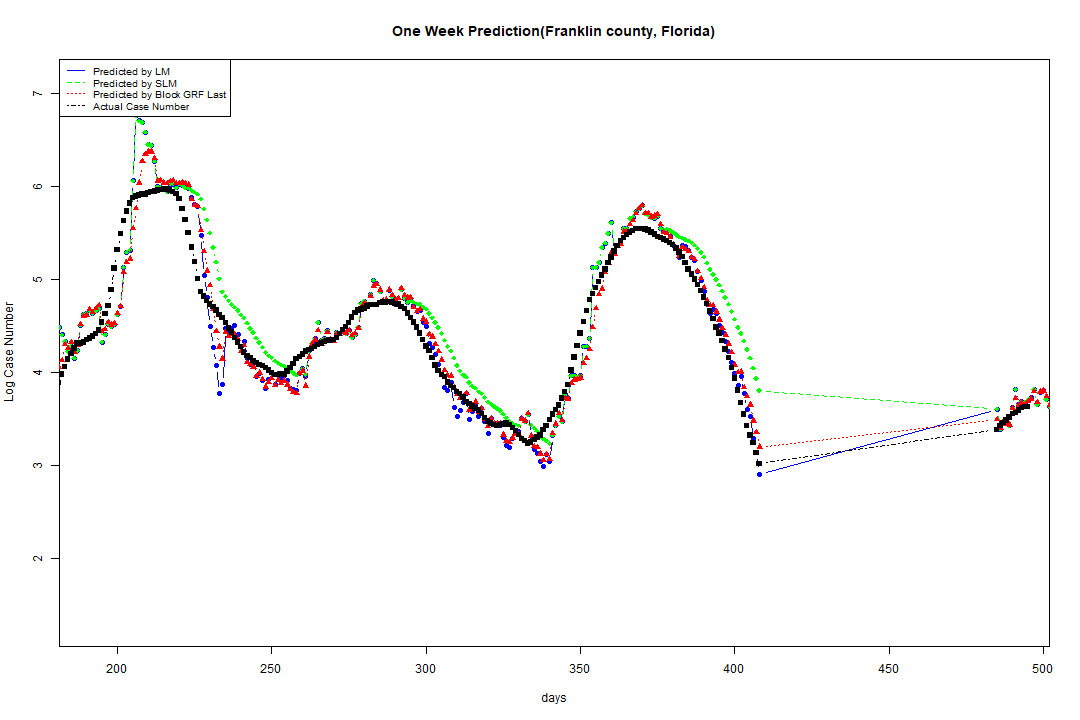 One Week Prediction(Franklin county, Florida)
Predicted by LM
Predicted by SLM
Predicted by Block GRF Last
Actual Case Number
7
6
5
4
3
2
Log Case Number
200 250 300 350 400 450 500
days